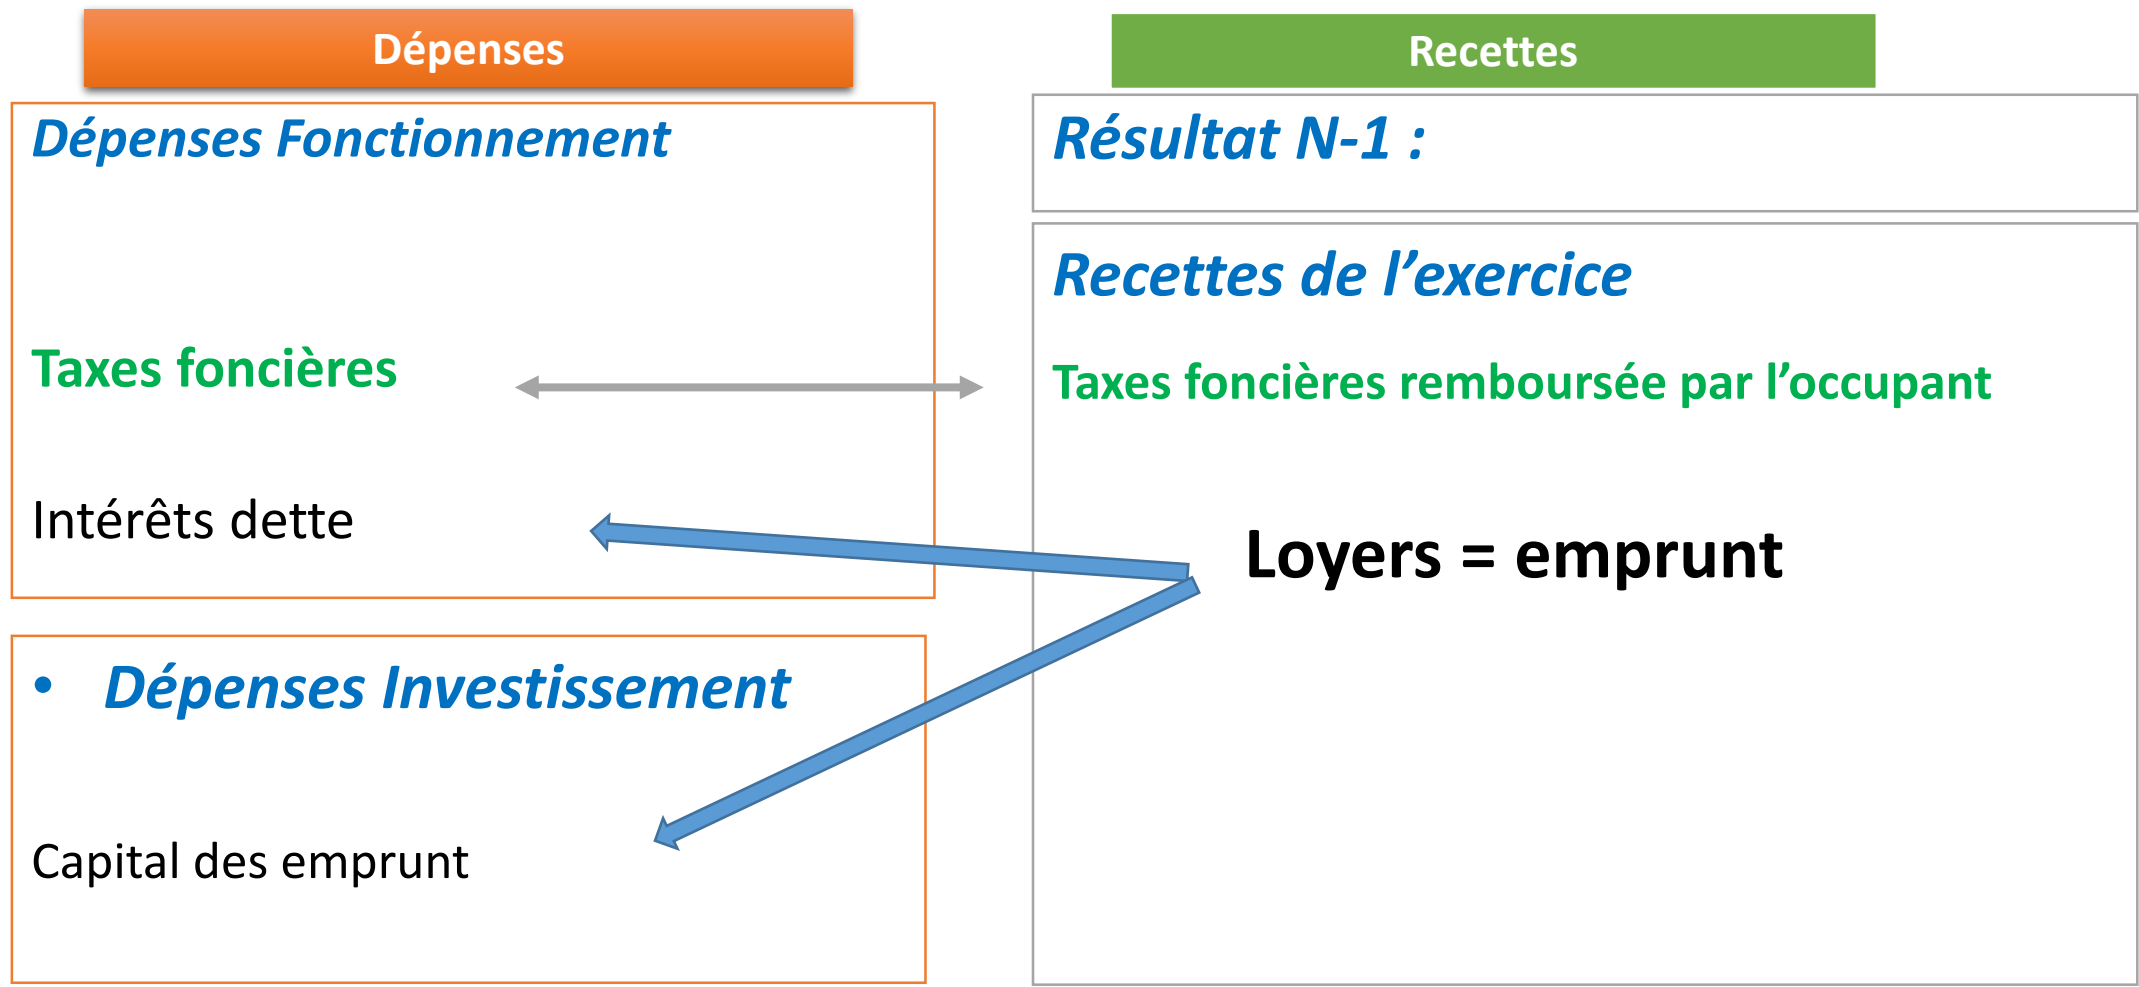 Dépenses
Dépenses Fonctionnement
Taxes foncières
Intérêts dette
• Dépenses Investissement
Capital des emprunt
Recettes
Résultat N-1 :
Recettes de l’exercice
Taxes foncières remboursée par l’occupant
Loyers = emprunt